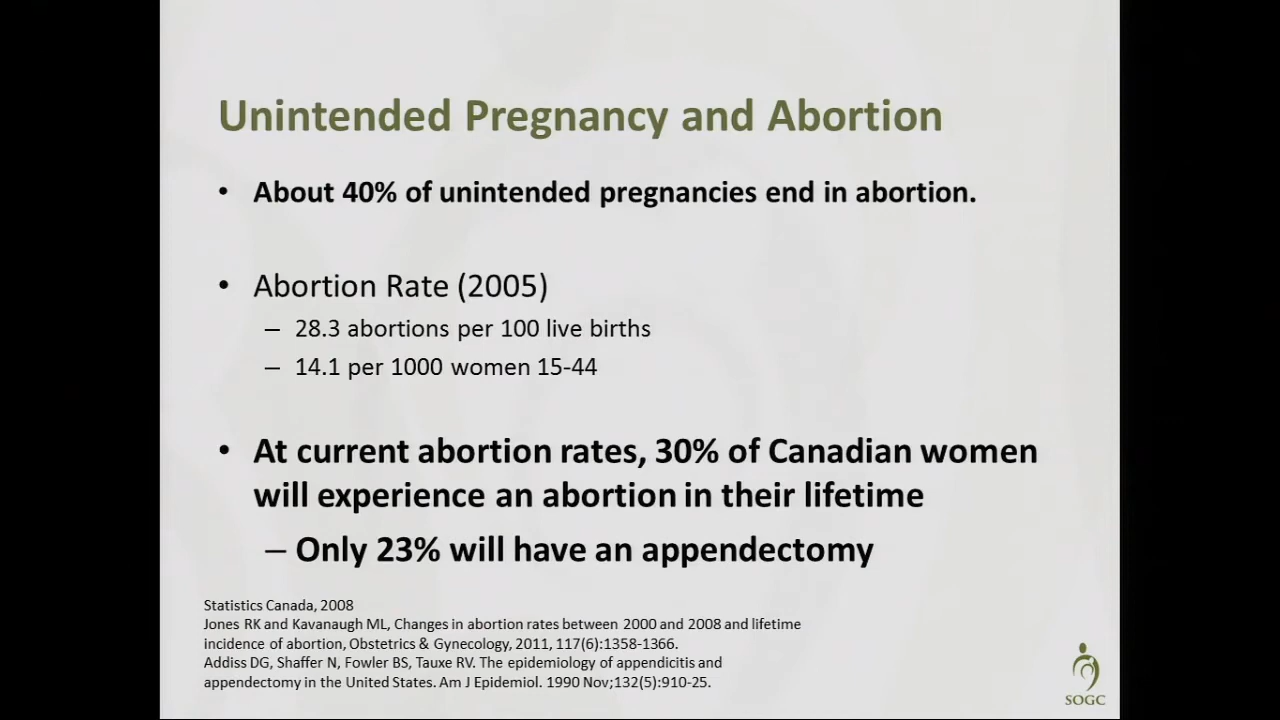 Unintended Pregnancy and Abortion
• About 40% of unintended pregnancies end in abortion.
• Abortion Rate (2005)
– 28.3 abortions per 100 live births
– 14.1 per 1000 women 15-44
• At current abortion rates, 30% of Canadian women
will experience an abortion in their lifetime
– Only 23% will have an appendectomy
Statistics Canada, 2008
Jones RK and Kavanaugh ML, Changes in abortion rates between 2000 and 2008 and lifetime
incidence of abortion, Obstetrics & Gynecology, 2011, 117(6):1358-1366.
Addiss DG, Shaffer N, Fowler BS, Tauxe RV. The epidemiology of appendicitis and
appendectomy in the United States. Am J Epidemiol. 1990 Nov;132(5):910-25.
SOGC